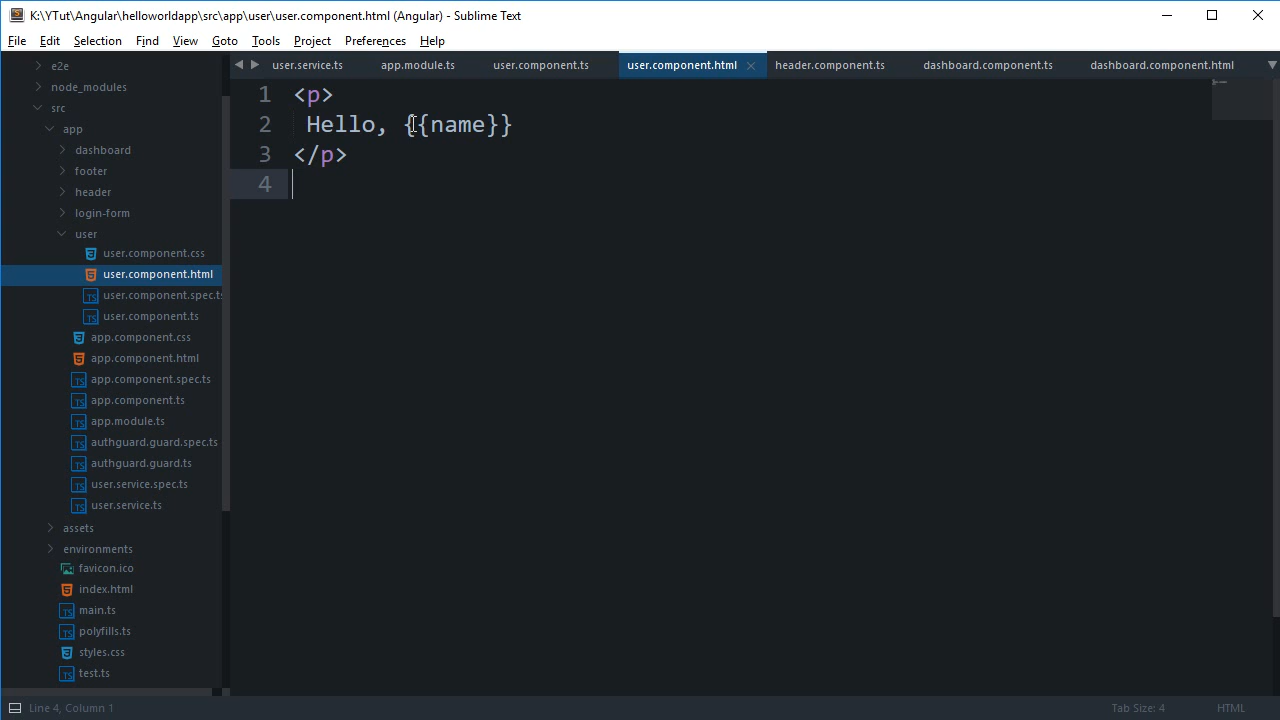 K:\YTut\Angular\helloworldapp\src\app\user\user.component.html (Angular) - Sublime Text
File Edit Selection Find View Goto Tools Project Preferences Help
user.service.ts app.module.ts user.component.ts user.component.html header.component.ts dashboard.component.ts dashboard.component.html
e2e
node_modules
src
app
dashboard
footer
header
login-form
user
user.component.css
user.component.html
user.component.spec.ts
user.component.ts
app.component.css
app.component.html
app.component.spec.ts
app.component.ts
app.module.ts
authguard.guard.spec.ts
authguard.guard.ts
user.service.spec.ts
user.service.ts
assets
environments
favicon.ico
index.html
main.ts
polyfills.ts
styles.css
test.ts
1 <p>
2 Hello, {{name}}
3 </p>
4
Line 4, Column 1 Tab Size: 4 HTML